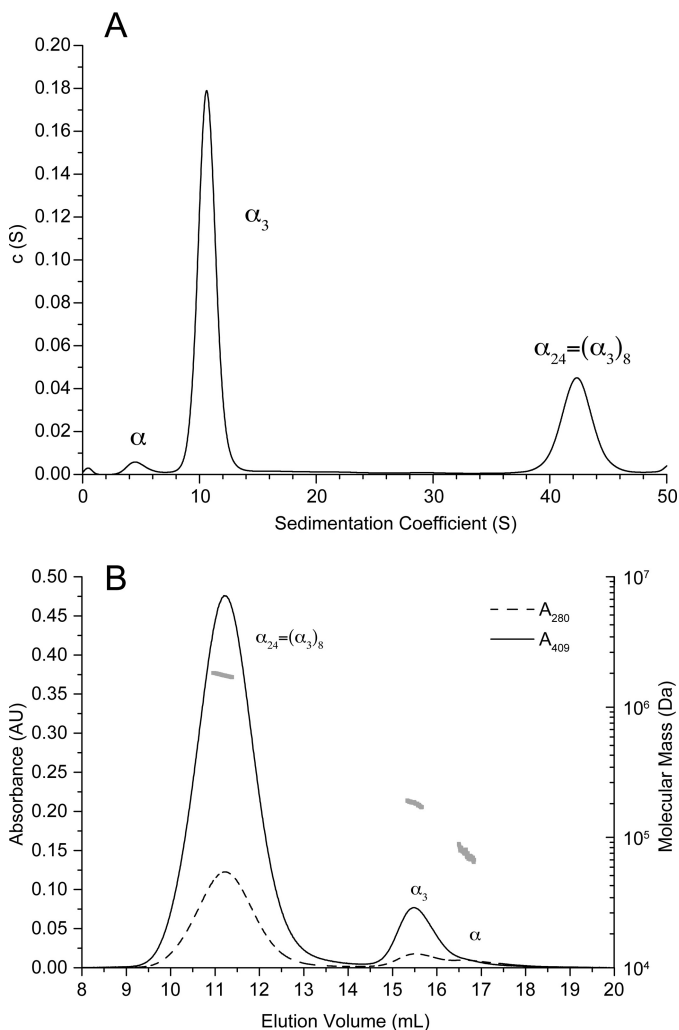 A
0.20
0.18
0.16
0.14
0.12
0.10
0.08
0.06
0.04
0.02
0.00
c (S)
α
α₃
α₂₄=(α₃)₈
0 10 20 30 40 50
Sedimentation Coefficient (S)
B
0.50
0.45
0.40
0.35
0.30
0.25
0.20
0.15
0.10
0.05
0.00
Absorbance (AU)
α₂₄=(α₃)₈
A₂₈₀
A₄₀₉
α₃
α
10⁷
10⁶
10⁵
10⁴
Molecular Mass (Da)
8 9 10 11 12 13 14 15 16 17 18 19 20
Elution Volume (mL)